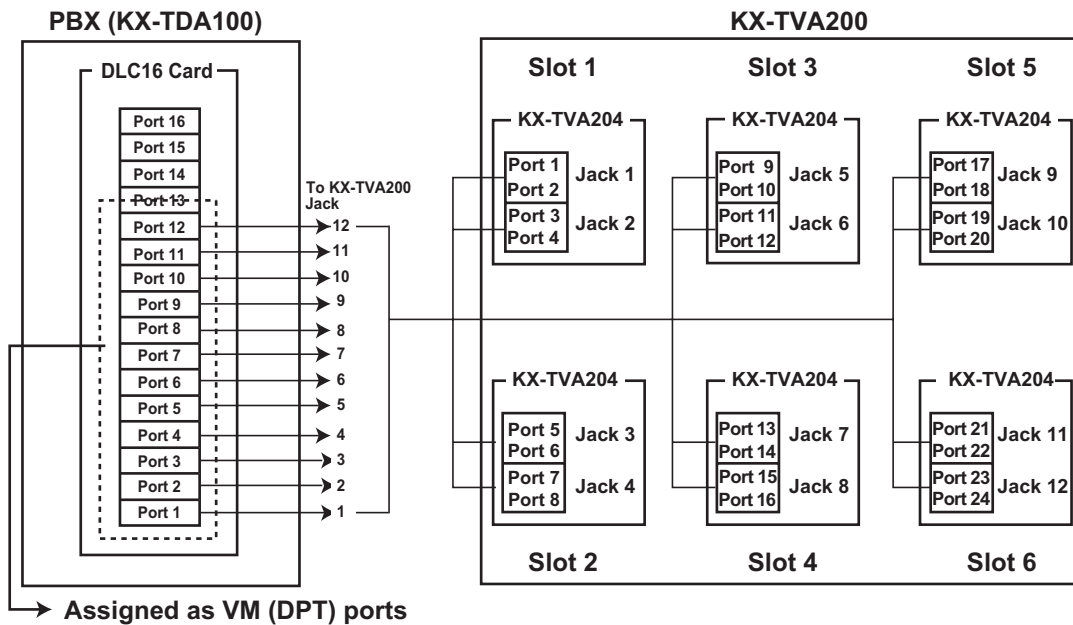 PBX (KX-TDA100)
DLC16 Card
Port 16
Port 15
Port 14
Port 13
Port 12
Port 11
Port 10
Port 9
Port 8
Port 7
Port 6
Port 5
Port 4
Port 3
Port 2
Port 1
To KX-TVA200
Jack
12
11
10
9
8
7
6
5
4
3
2
1
Assigned as VM (DPT) ports
KX-TVA200
Slot 1
KX-TVA204
Port 1
Port 2
Jack 1
Port 3
Port 4
Jack 2
Slot 3
KX-TVA204
Port 9
Port 10
Jack 5
Port 11
Port 12
Jack 6
Slot 5
KX-TVA204
Port 17
Port 18
Jack 9
Port 19
Port 20
Jack 10
KX-TVA204
Port 5
Port 6
Jack 3
Port 7
Port 8
Jack 4
Slot 2
KX-TVA204
Port 13
Port 14
Jack 7
Port 15
Port 16
Jack 8
Slot 4
KX-TVA204
Port 21
Port 22
Jack 11
Port 23
Port 24
Jack 12
Slot 6